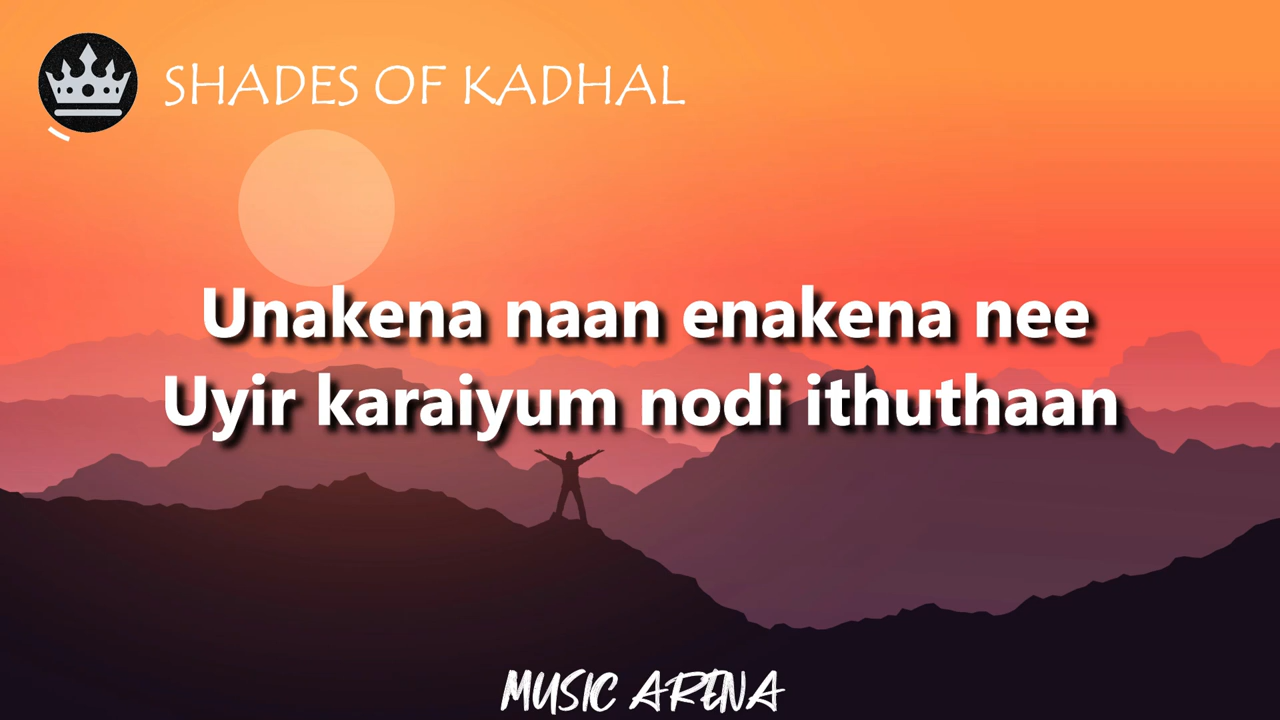 SHADES OF KADHAL
Unakena naan enakena nee
Uyir karaiyum nodi ithuthaan
MUSIC ARENA